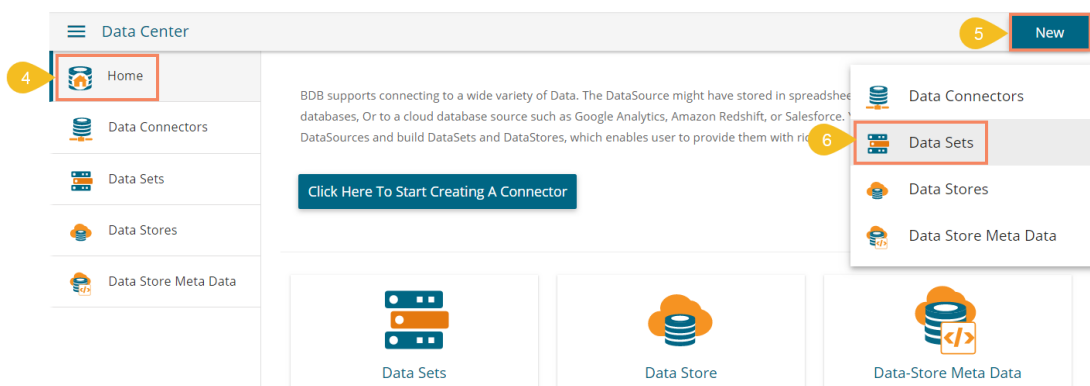 Data Center
5
New
4
Home
Data Connectors
Data Sets
Data Stores
Data Store Meta Data
BDB supports connecting to a wide variety of Data. The DataSource might have stored in
databases, Or to a cloud database source such as Google Analytics, Amazon Redshift, or Salesforce.
DataSources and build DataSets and DataStores, which enables user to provide them with
Click Here To Start Creating A Connector
Data Connectors
6
Data Sets
Data Stores
Data Store Meta Data
Data Sets
Data Store
Data-Store Meta Data